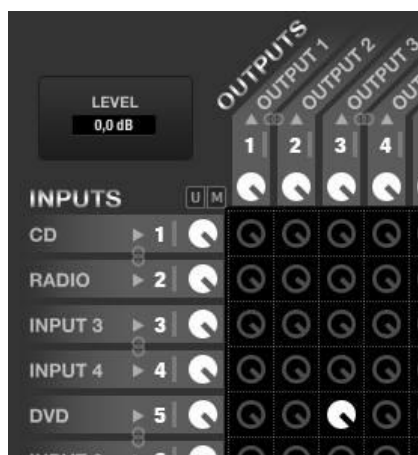 OUTPUTS
OUTPUT 1
OUTPUT 2
OUTPUT 3
LEVEL
0,0 dB
1 2 3 4
INPUTS U M
CD 1
RADIO 2
INPUT 3 3
INPUT 4 4
DVD 5